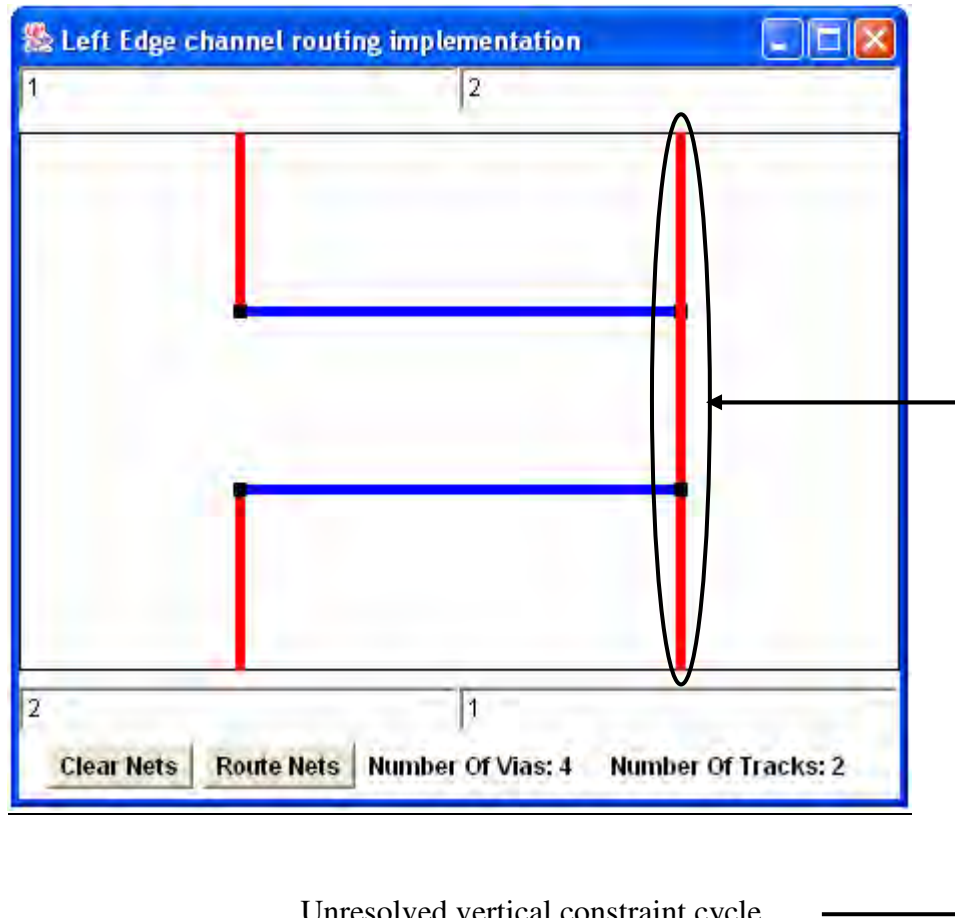 Left Edge channel routing implementation
1 2
2 1
Clear Nets Route Nets Number Of Vias: 4 Number Of Tracks: 2
Unresolved vertical constraint cycle